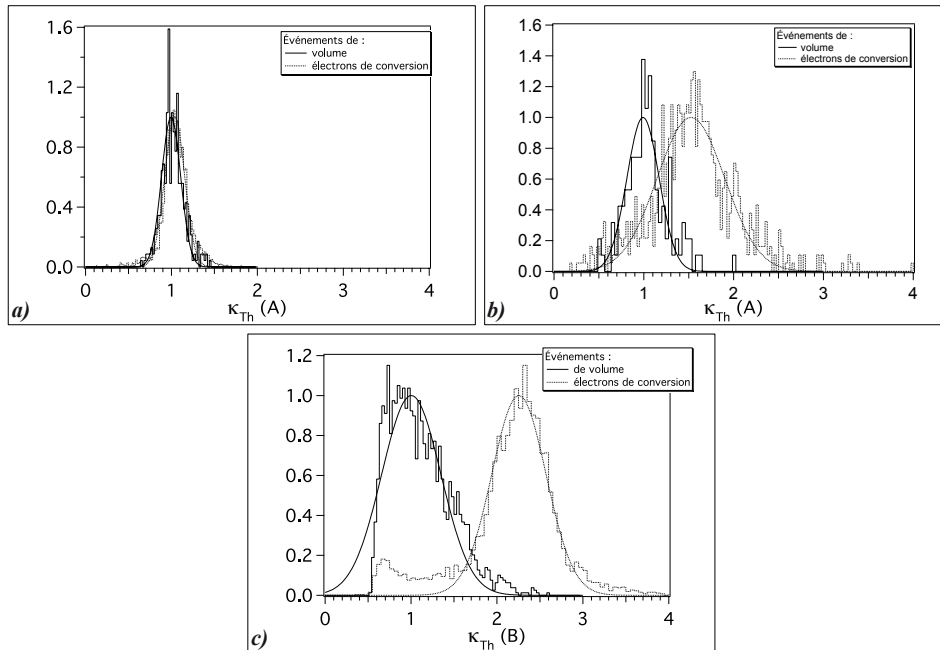 1.6
1.2
0.8
0.4
0.0
0
1
2
3
4
Événements de :
volume
électrons de conversion
κTh (A)
a)
1.6
1.4
1.2
1.0
0.8
0.6
0.4
0.2
0.0
0
1
2
3
4
Événements de :
volume
électrons de conversion
κTh (A)
b)
1.2
1.0
0.8
0.6
0.4
0.2
0.0
0
1
2
3
4
Événements :
de volume
électrons de conversion
κTh (B)
c)